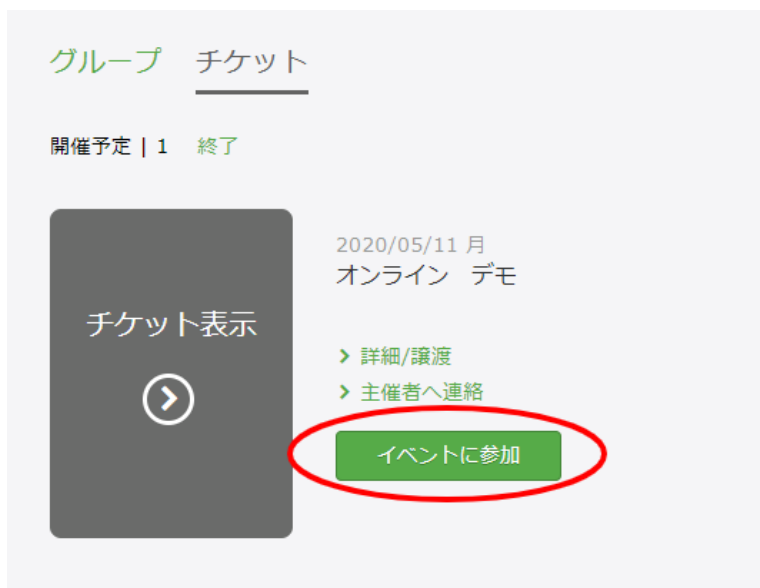 グループ チケット
開催予定 | 1 終了
2020/05/11 月
オンライン デモ
チケット表示
詳細/譲渡
主催者へ連絡
イベントに参加